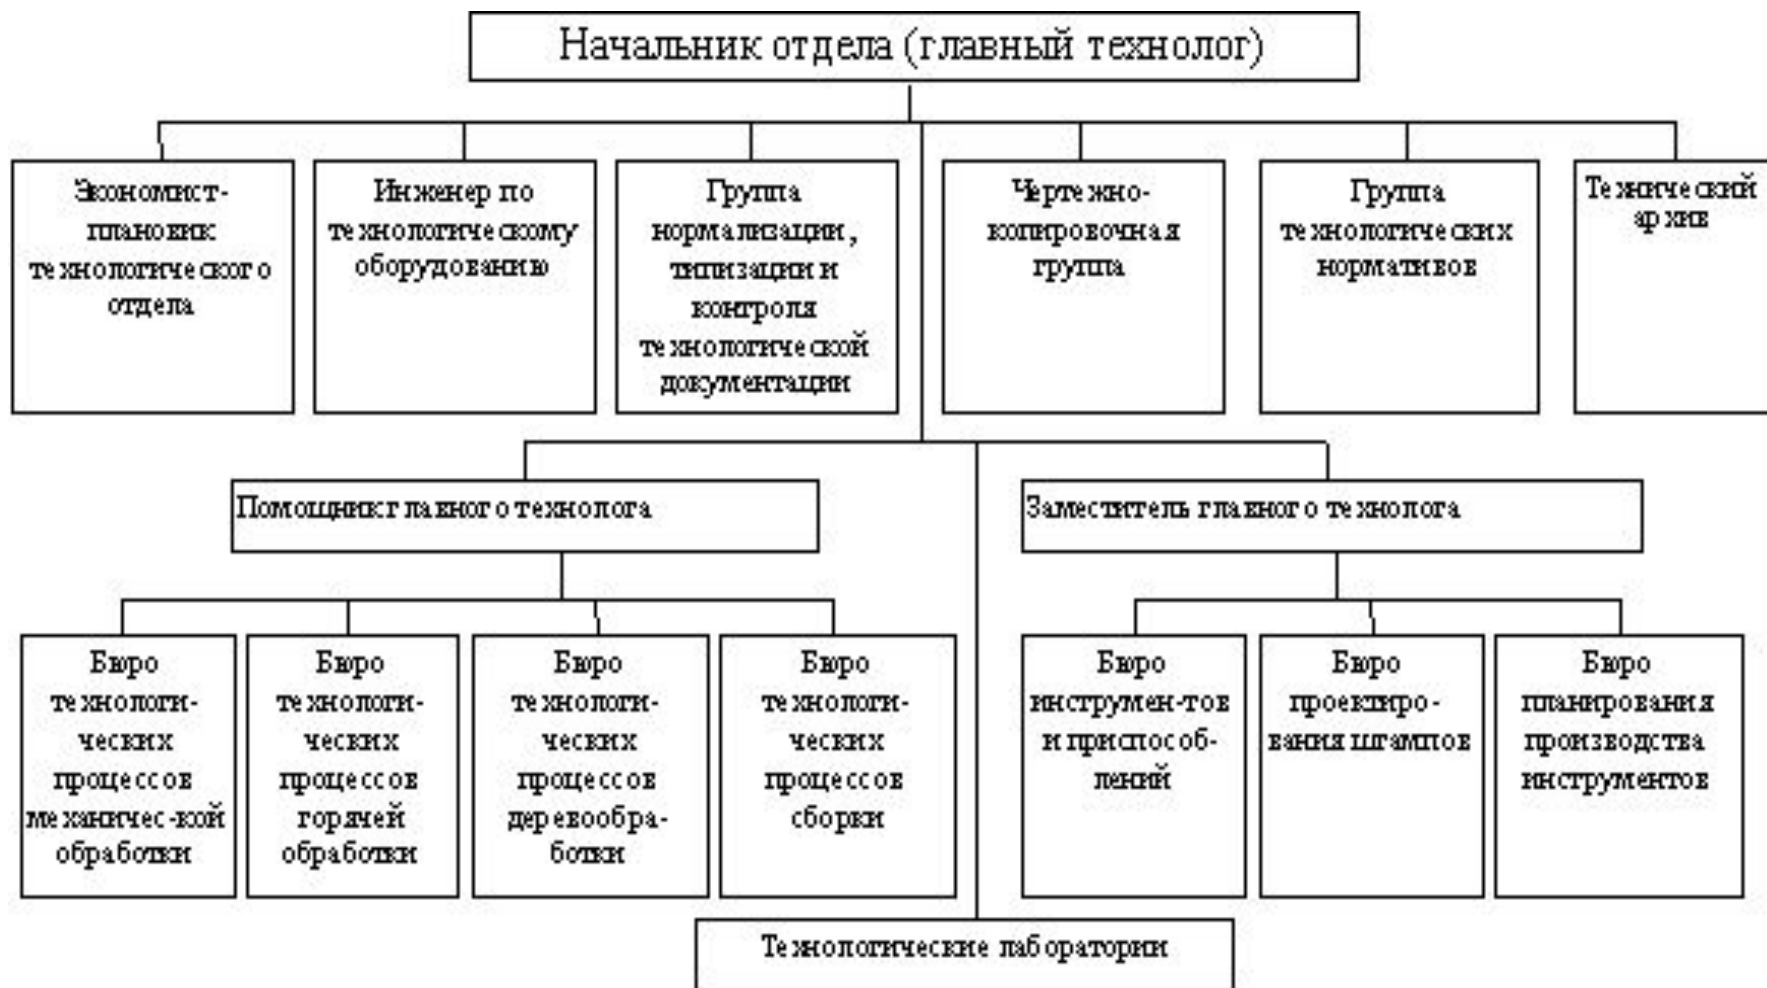 Начальник отдела (главный технолог)
Экономист-
плановик
технологического
отдела
Инженер по
технологическому
оборудованию
Группа
нормализации,
типизации и
контроля
технологической
документации
Чертежно-
копировочная
группа
Группа
технологических
нормативов
Технический
архив
Помощник главного технолога
Заместитель главного технолога
Бюро
технологи-
ческих
процессов
механичес-кой
обработки
Бюро
технологи-
ческих
процессов
горячей
обработки
Бюро
технологи-
ческих
процессов
деревообра-
ботки
Бюро
технологи-
ческих
процессов
сборки
Бюро
инструмен-тов
и приспособ-
лений
Бюро
проектиро-
вания штампов
Бюро
планирования
производства
инструментов
Технологические лаборатории